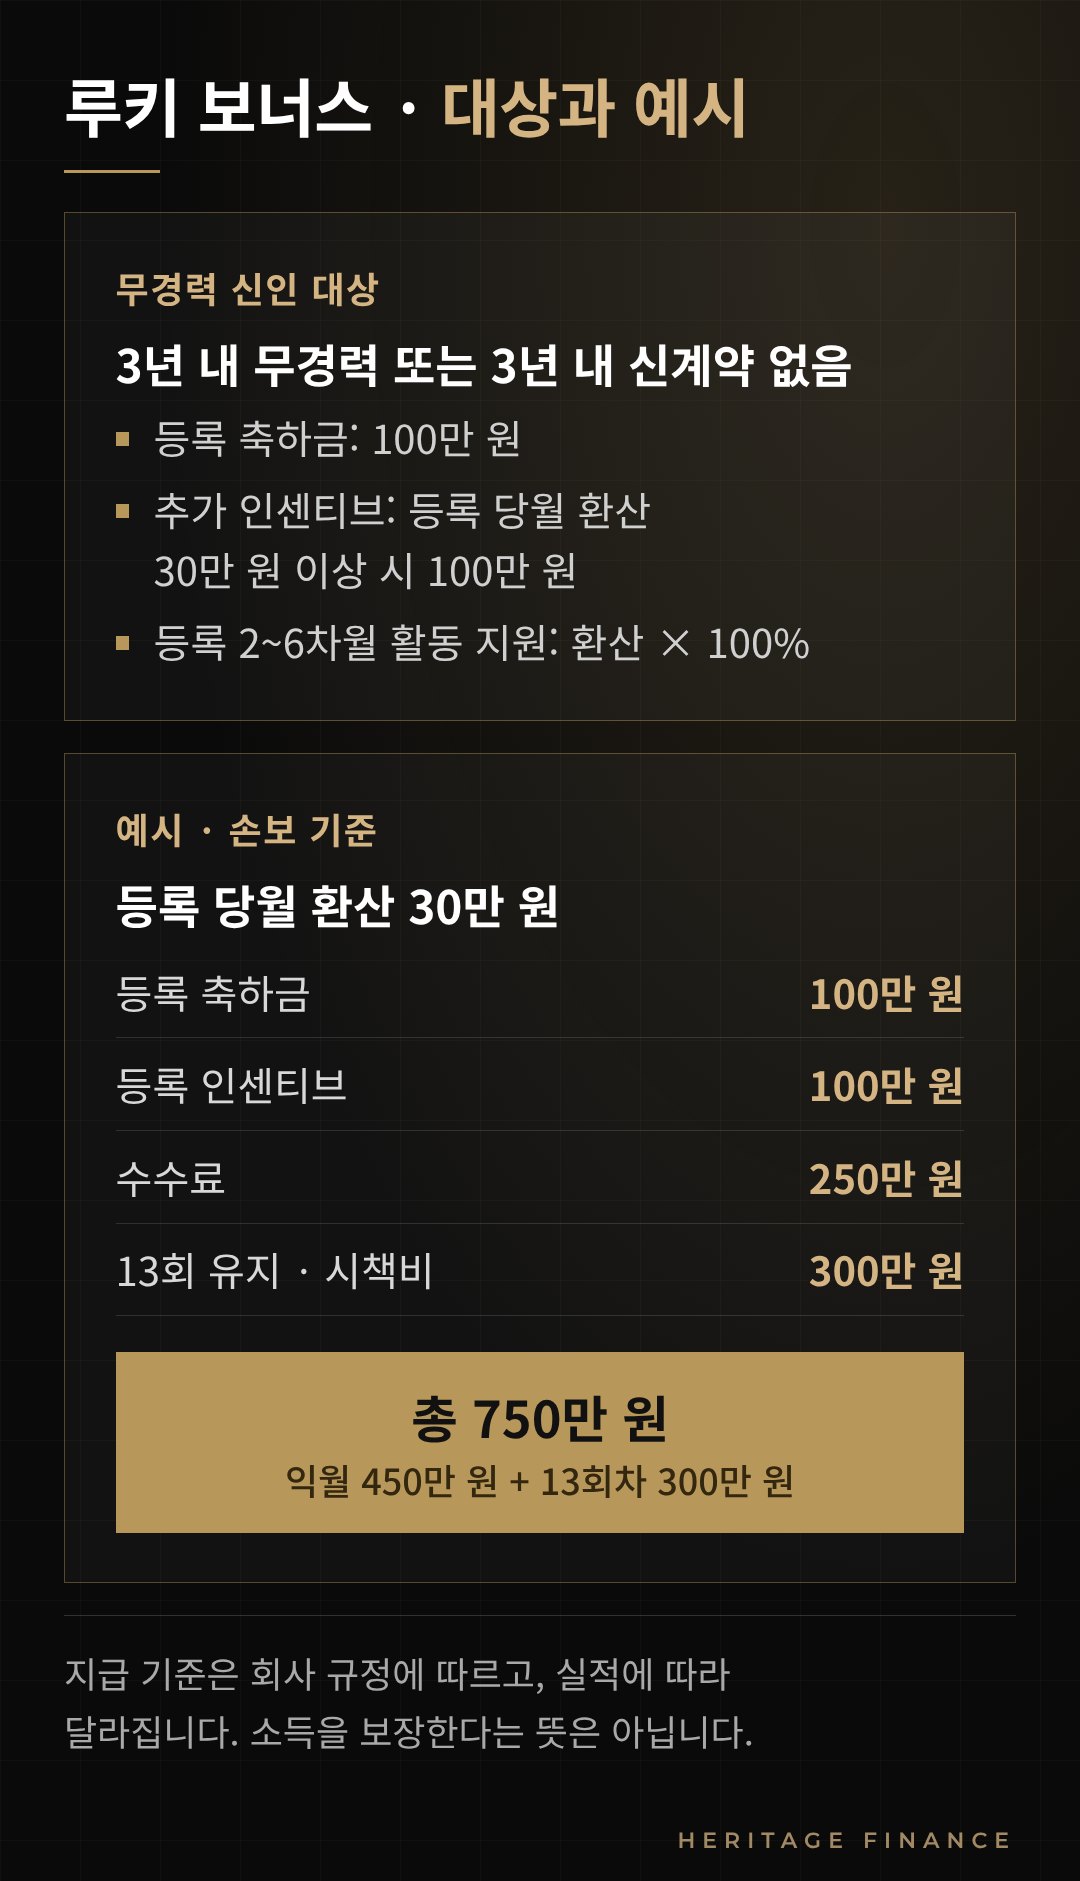 루키 보너스 · 대상과 예시
무경력 신인 대상
3년 내 무경력 또는 3년 내 신계약 없음
등록 축하금: 100만 원
추가 인센티브: 등록 당월 환산
30만 원 이상 시 100만 원
등록 2~6차월 활동 지원: 환산 × 100%
예시 · 손보 기준
등록 당월 환산 30만 원
등록 축하금 100만 원
등록 인센티브 100만 원
수수료 250만 원
13회 유지 · 시책비 300만 원
총 750만 원
익월 450만 원 + 13회차 300만 원
지급 기준은 회사 규정에 따르고, 실적에 따라
달라집니다. 소득을 보장한다는 뜻은 아닙니다.
HERITAGE FINANCE